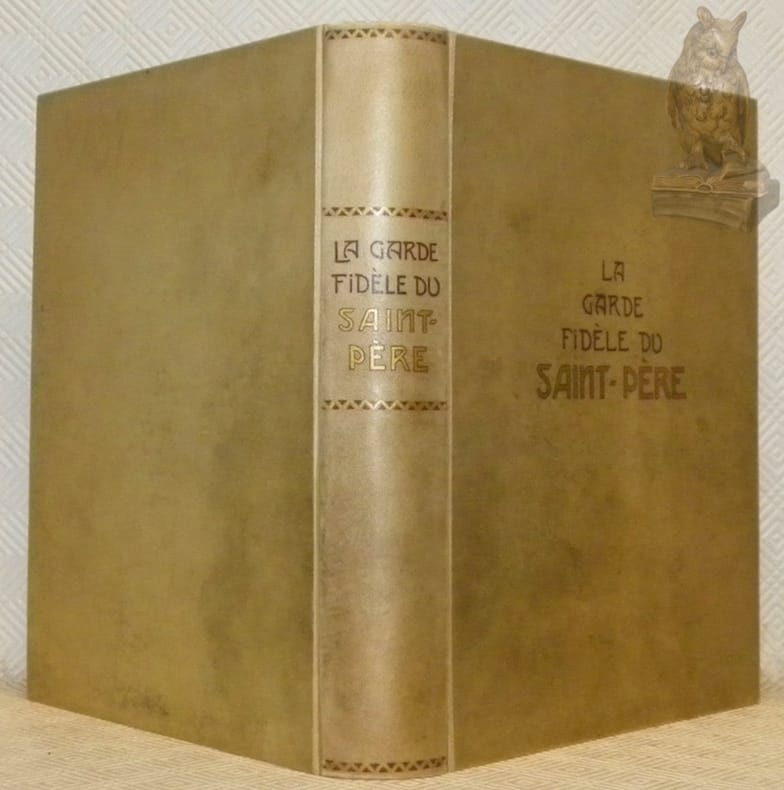 LA GARDE
FIDÈLE DU
SAINT-
PÈRE
LA
GARDE
FIDÈLE DU
SAINT-PÈRE